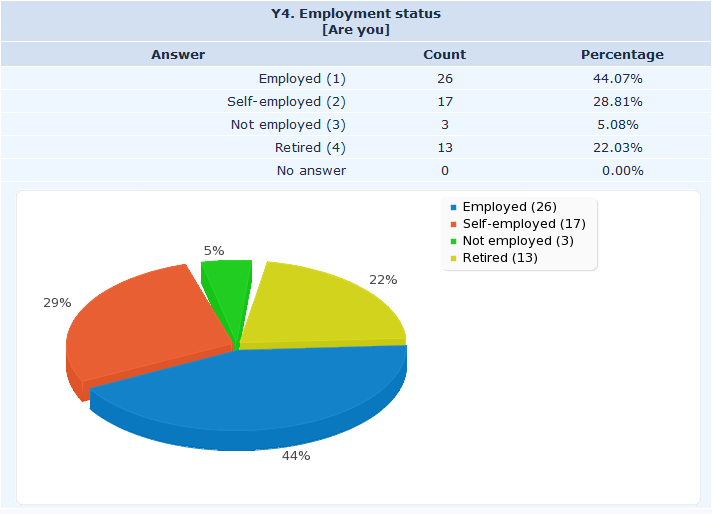 Y4. Employment status
[Are you]
Answer Count Percentage
Employed (1) 26 44.07%
Self-employed (2) 17 28.81%
Not employed (3) 3 5.08%
Retired (4) 13 22.03%
No answer 0 0.00%
Employed (26)
Self-employed (17)
Not employed (3)
Retired (13)
5%
22%
29%
44%